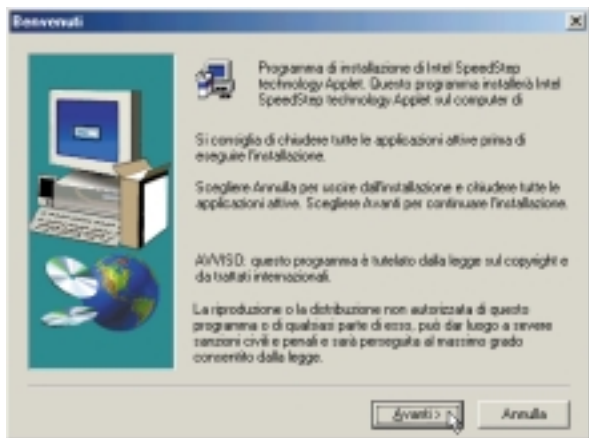 Benvenuti
Programma di installazione di Intel SpeedStep
technology Applet. Questo programma installerà Intel
SpeedStep technology Applet sul computer di
Si consiglia di chiudere tutte le applicazioni attive prima di
eseguire l'installazione.
Scegliere Annulla per uscire dall'installazione e chiudere tutte le
applicazioni attive. Scegliere Avanti per continuare l'installazione.
AVVISO: questo programma è tutelato dalla legge sul copyright e
da trattati internazionali.
La riproduzione o la distribuzione non autorizzata di questo
programma o di qualsiasi parte di esso, può dar luogo a severe
sanzioni civili e penali e sarà perseguita al massimo grado
consentito dalla legge.
Avanti >
Annulla